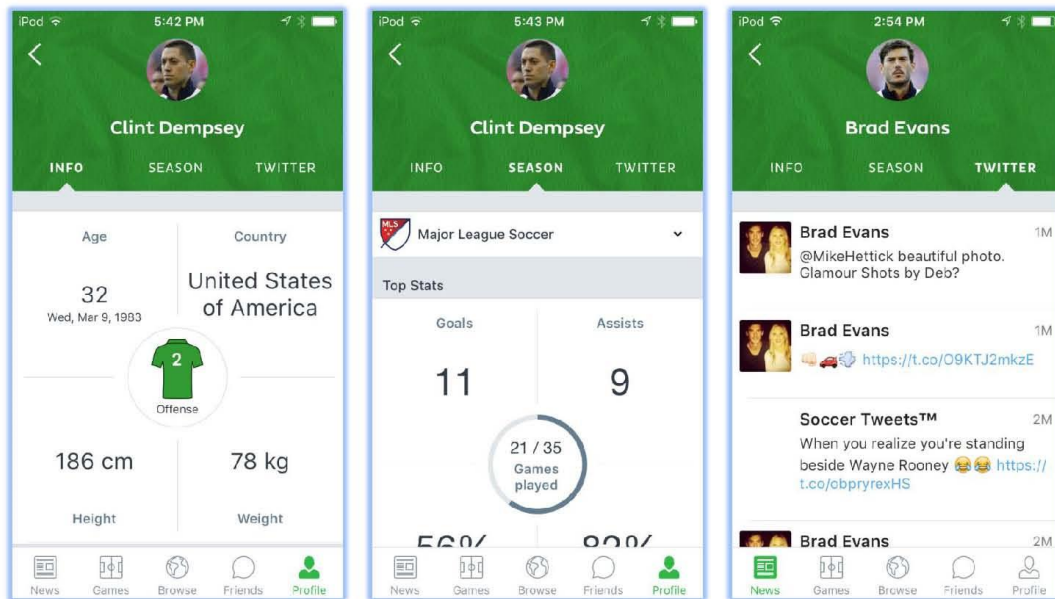 iPod 5:42 PM
Clint Dempsey
INFO SEASON TWITTER
Age Country
32 United States
Wed, Mar 9, 1983 of America
2
Offense
186 cm 78 kg
Height Weight
News Games Browse Friends Profile
iPod 5:43 PM
Clint Dempsey
INFO SEASON TWITTER
MLS Major League Soccer
Top Stats
Goals Assists
11 9
21 / 35
Games
played
56% 82%
News Games Browse Friends Profile
iPod 2:54 PM
Brad Evans
INFO SEASON TWITTER
Brad Evans 1M
@MikeHettick beautiful photo.
Glamour Shots by Deb?
Brad Evans 1M
👊🏻🚗💨 https://t.co/O9KTJ2mkzE
Soccer Tweets™ 2M
When you realize you're standing
beside Wayne Rooney 😂😂 https://
t.co/obpryrexHS
Brad Evans 2M
News Games Browse Friends Profile